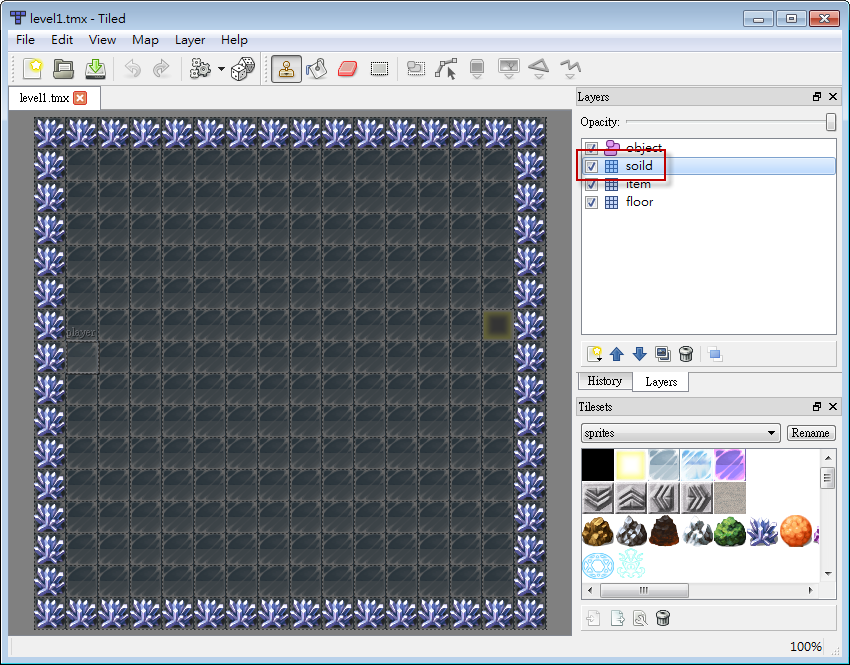 level1.tmx - Tiled
File Edit View Map Layer Help
level1.tmx
Layers
Opacity:
object
soild
item
floor
player
History Layers
Tilesets
sprites Rename
100%